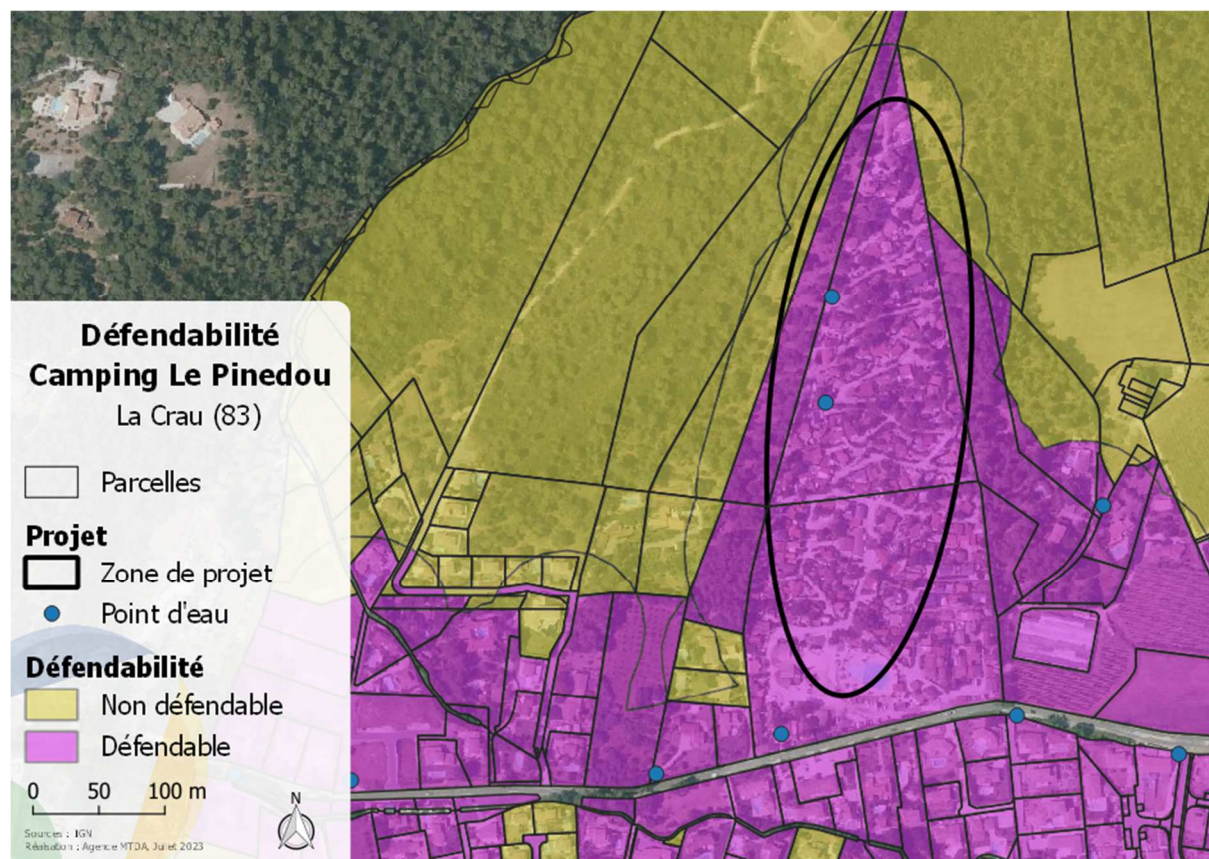 Défendabilité
Camping Le Pinedou
La Crau (83)
Parcelles
Projet
Zone de projet
Point d'eau
Défendabilité
Non défendable
Défendable
0 50 100 m
N
Sources : IGN
Réalisation : Agence MTDA, Juillet 2023